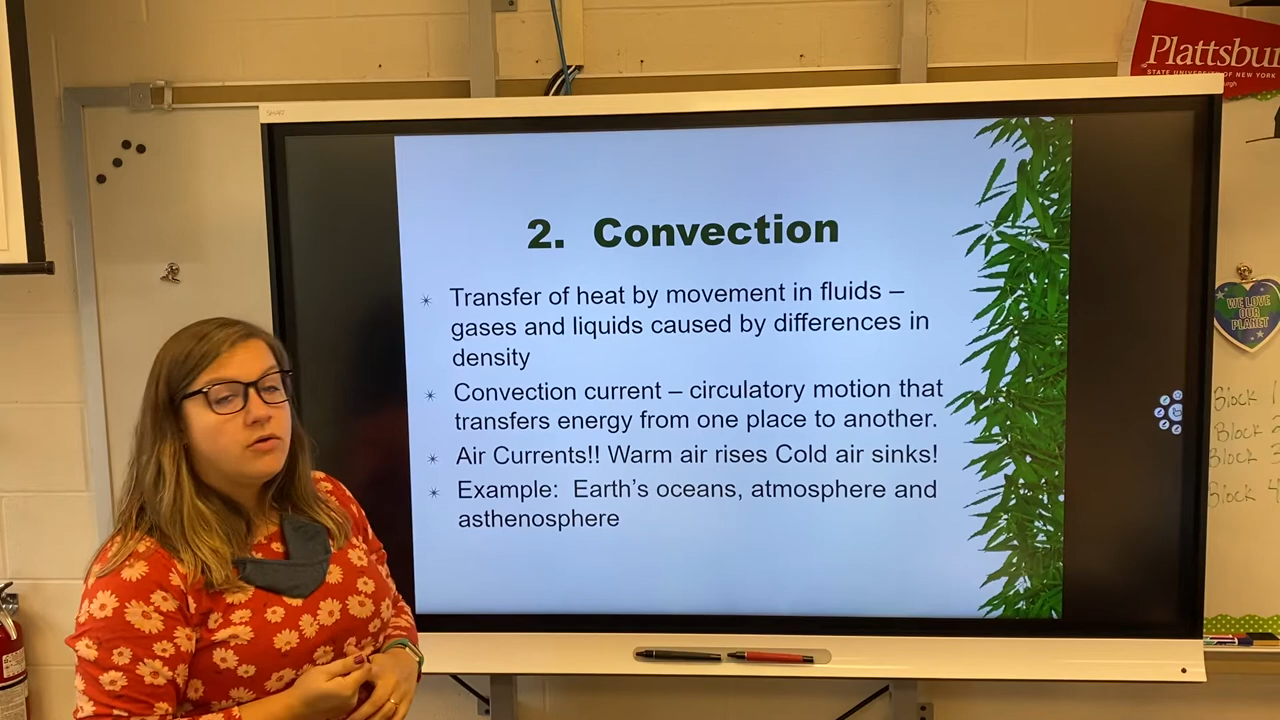 Plattsbu
STATE UNIVERSITY OF NEW YORK
2. Convection
Transfer of heat by movement in fluids –
gases and liquids caused by differences in
density
Convection current – circulatory motion that
transfers energy from one place to another.
Air Currents!! Warm air rises Cold air sinks!
Example: Earth's oceans, atmosphere and
asthenosphere
WE LOVE
OUR
PLANET
Block 1
Block 2
Block 3
Block 4